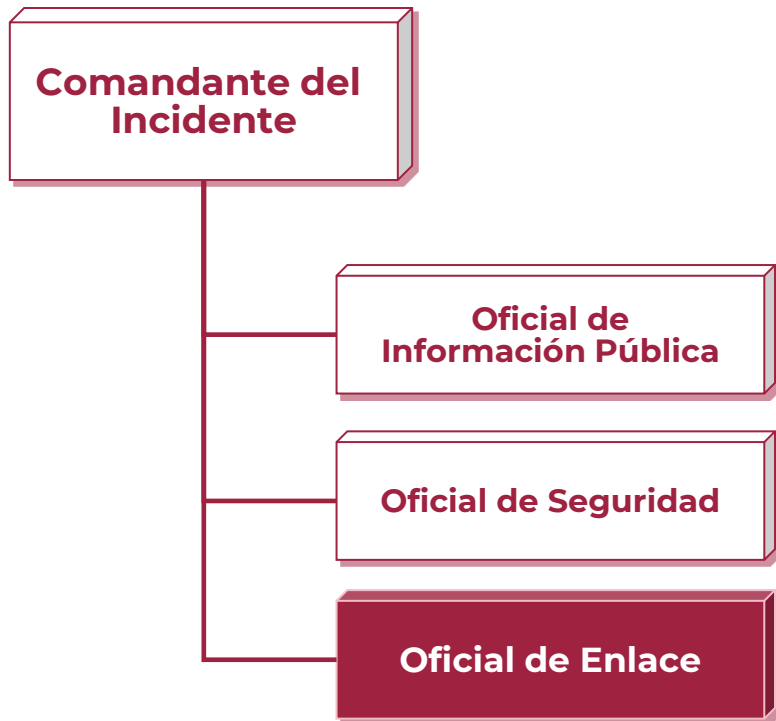 Comandante del
Incidente
Oficial de
Información Pública
Oficial de Seguridad
Oficial de Enlace